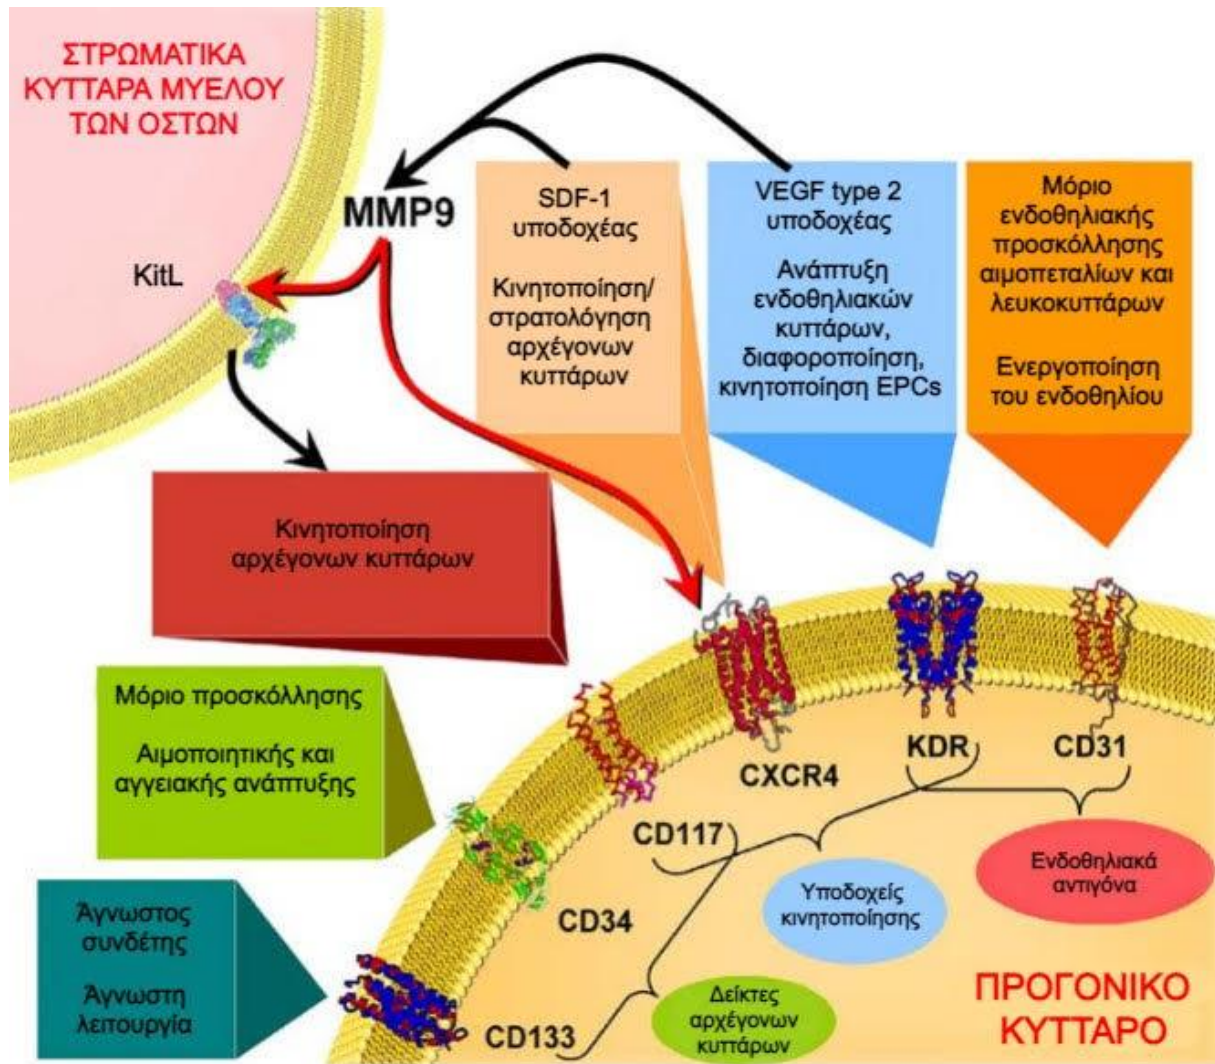 ΣΤΡΩΜΑΤΙΚΑ
ΚΥΤΤΑΡΑ ΜΥΕΛΟΥ
ΤΩΝ ΟΣΤΩΝ
MMP9
KitL
SDF-1
υποδοχέας
Κινητοποίηση/
στρατολόγηση
αρχέγονων
κυττάρων
VEGF type 2
υποδοχέας
Ανάπτυξη
ενδοθηλιακών
κυττάρων,
διαφοροποίηση,
κινητοποίηση EPCs
Μόριο
ενδοθηλιακής
προσκόλλησης
αιμοπεταλίων και
λευκοκυττάρων
Ενεργοποίηση
του ενδοθηλίου
Κινητοποίηση
αρχέγονων κυττάρων
Μόριο προσκόλλησης
Αιμοποιητικής και
αγγειακής ανάπτυξης
Άγνωστος
συνδέτης
Άγνωστη
λειτουργία
CXCR4
KDR
CD31
CD117
CD34
CD133
Ενδοθηλιακά
αντιγόνα
Υποδοχείς
κινητοποίησης
Δείκτες
αρχέγονων
κυττάρων
ΠΡΟΓΟΝΙΚΟ
ΚΥΤΤΑΡΟ